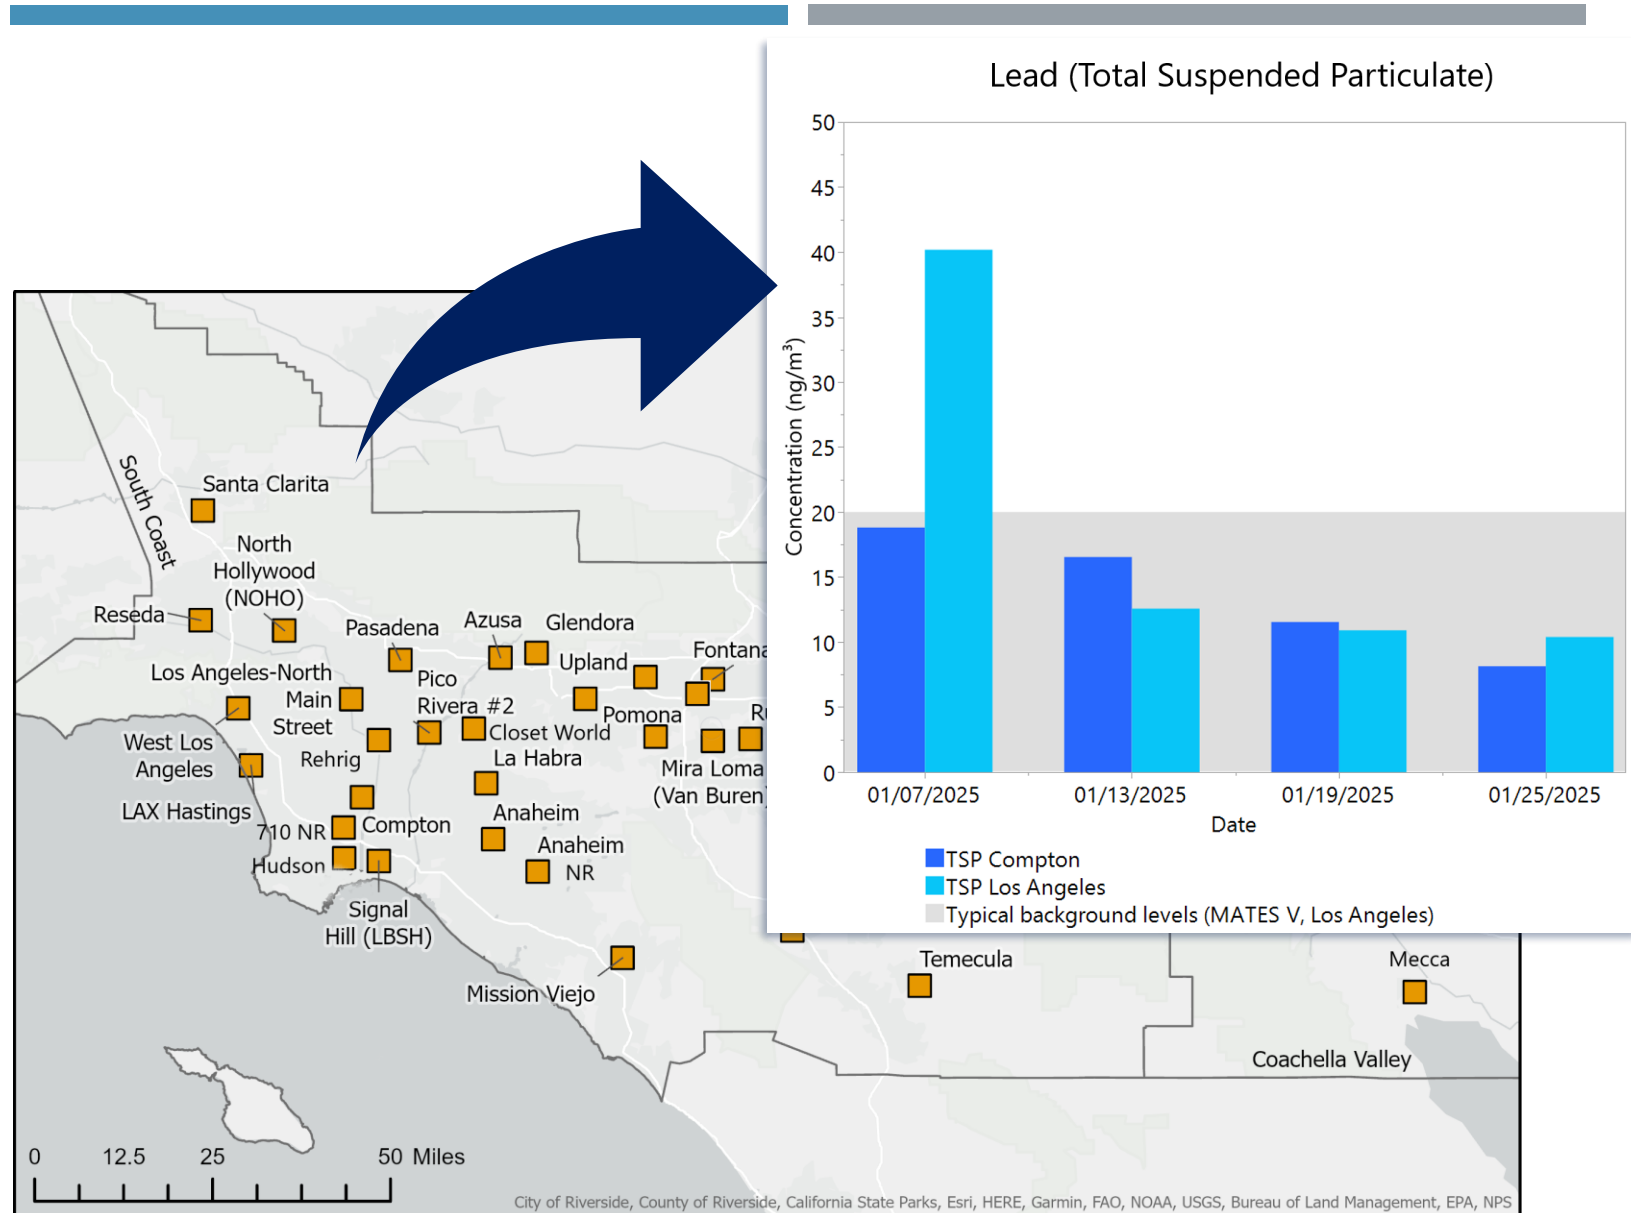 Lead (Total Suspended Particulate)
50
45
40
35
30
25
20
15
10
5
0
Concentration (ng/m³)
01/07/2025
01/13/2025
01/19/2025
01/25/2025
Date
TSP Compton
TSP Los Angeles
Typical background levels (MATES V, Los Angeles)
South Coast
Santa Clarita
North
Hollywood
(NOHO)
Reseda
Pasadena
Azusa
Glendora
Fontana
Upland
Los Angeles-North
Main
Street
Pico
Rivera #2
Pomona
Closet World
West Los
Angeles
Rehrig
La Habra
Mira Loma
(Van Buren
LAX Hastings
Anaheim
710 NR
Compton
Anaheim
NR
Hudson
Signal
Hill (LBSH)
Mission Viejo
Temecula
Mecca
Coachella Valley
0
12.5
25
50 Miles
City of Riverside, County of Riverside, California State Parks, Esri, HERE, Garmin, FAO, NOAA, USGS, Bureau of Land Management, EPA, NPS